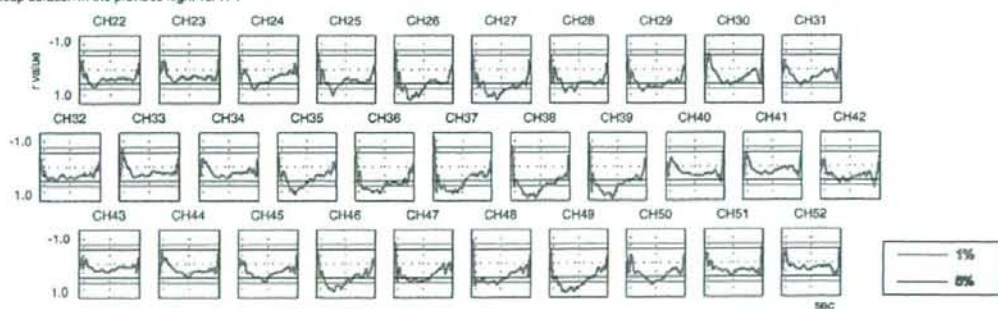 CH22 CH23 CH24 CH25 CH26 CH27 CH28 CH29 CH30 CH31
-1.0
r value
1.0
CH32 CH33 CH34 CH35 CH36 CH37 CH38 CH39 CH40 CH41 CH42
-1.0
1.0
CH43 CH44 CH45 CH46 CH47 CH48 CH49 CH50 CH51 CH52
-1.0
1.0
1%
5%
sec